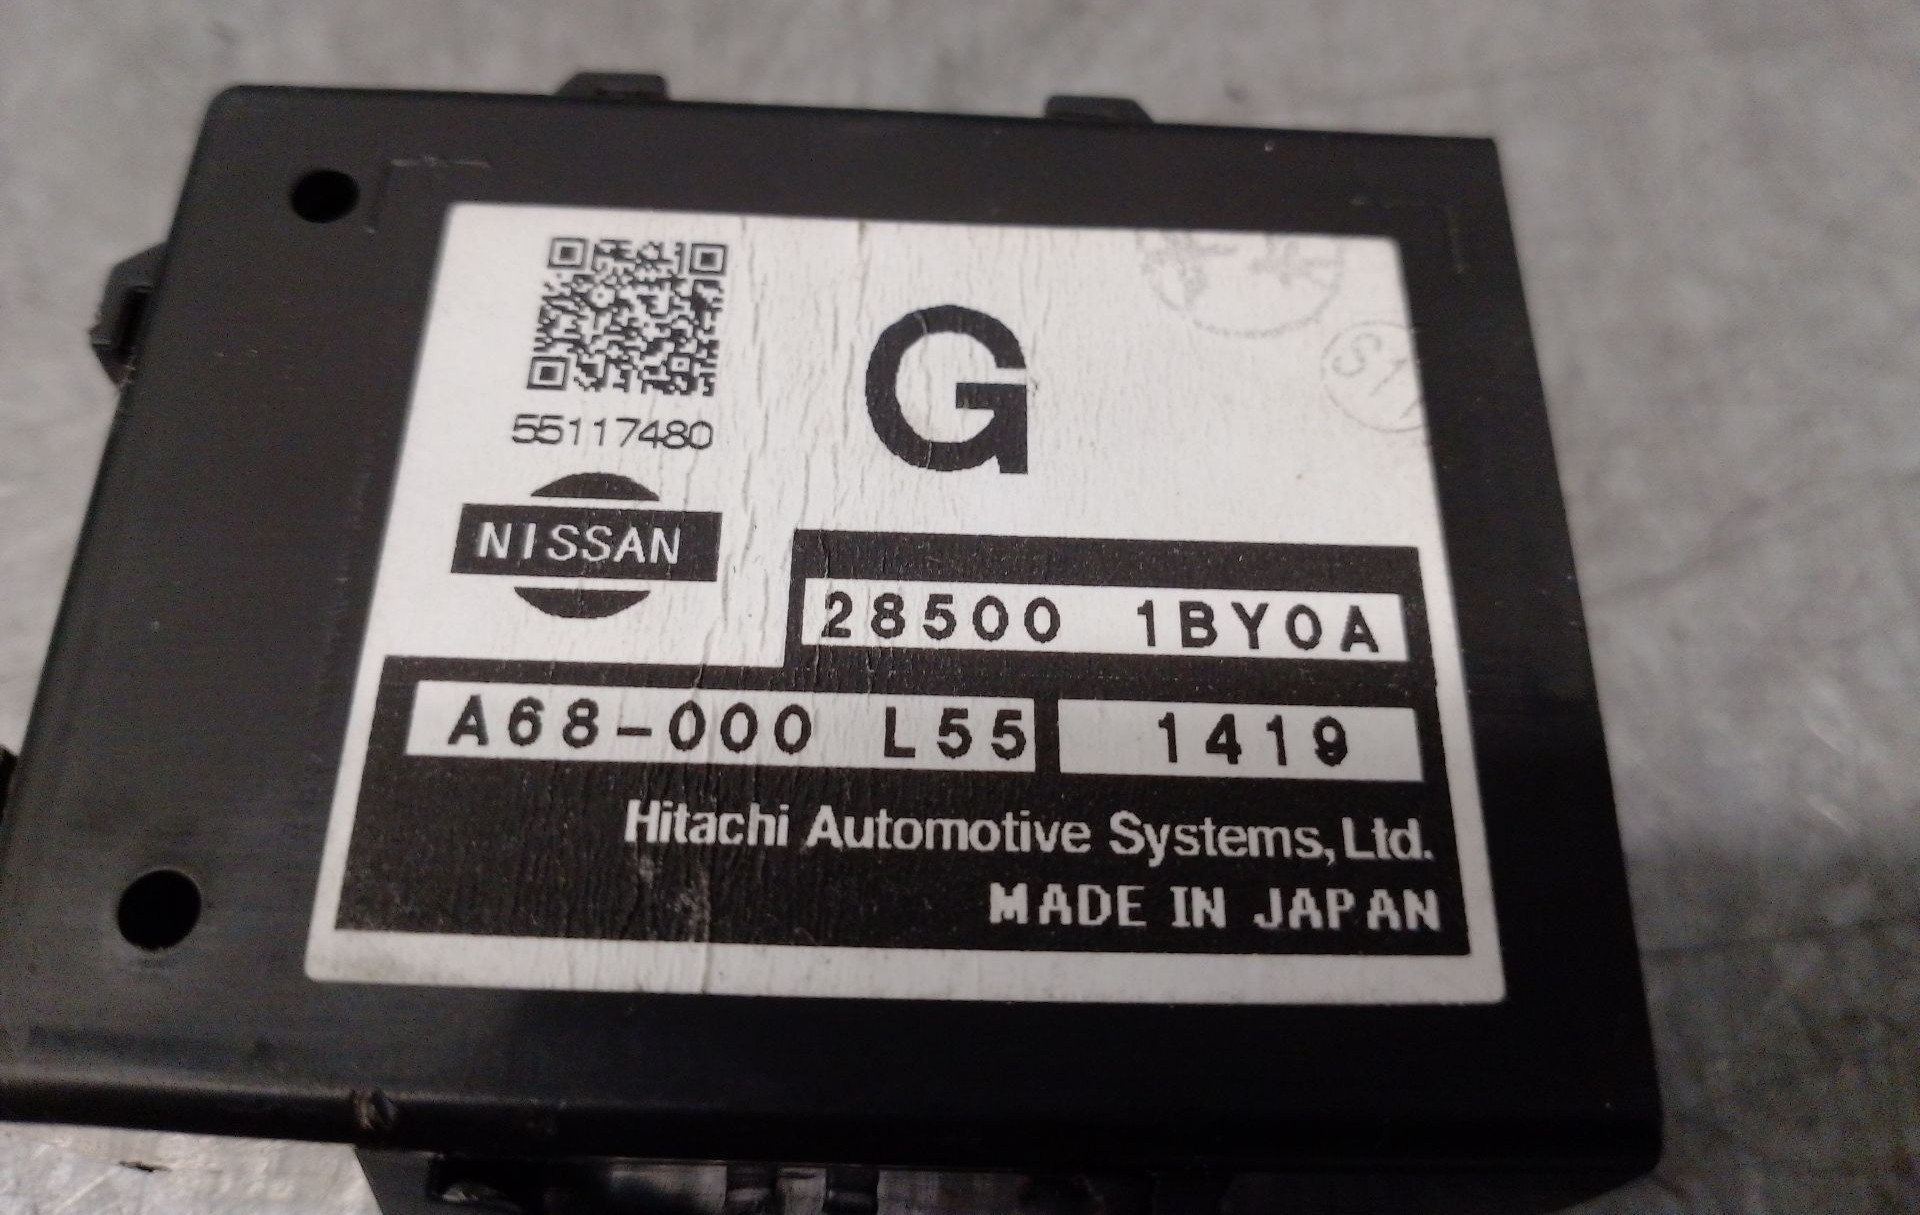 55117480
G
NISSAN
28500 1BY0A
A68-000 L55 1419
Hitachi Automotive Systems, Ltd.
MADE IN JAPAN